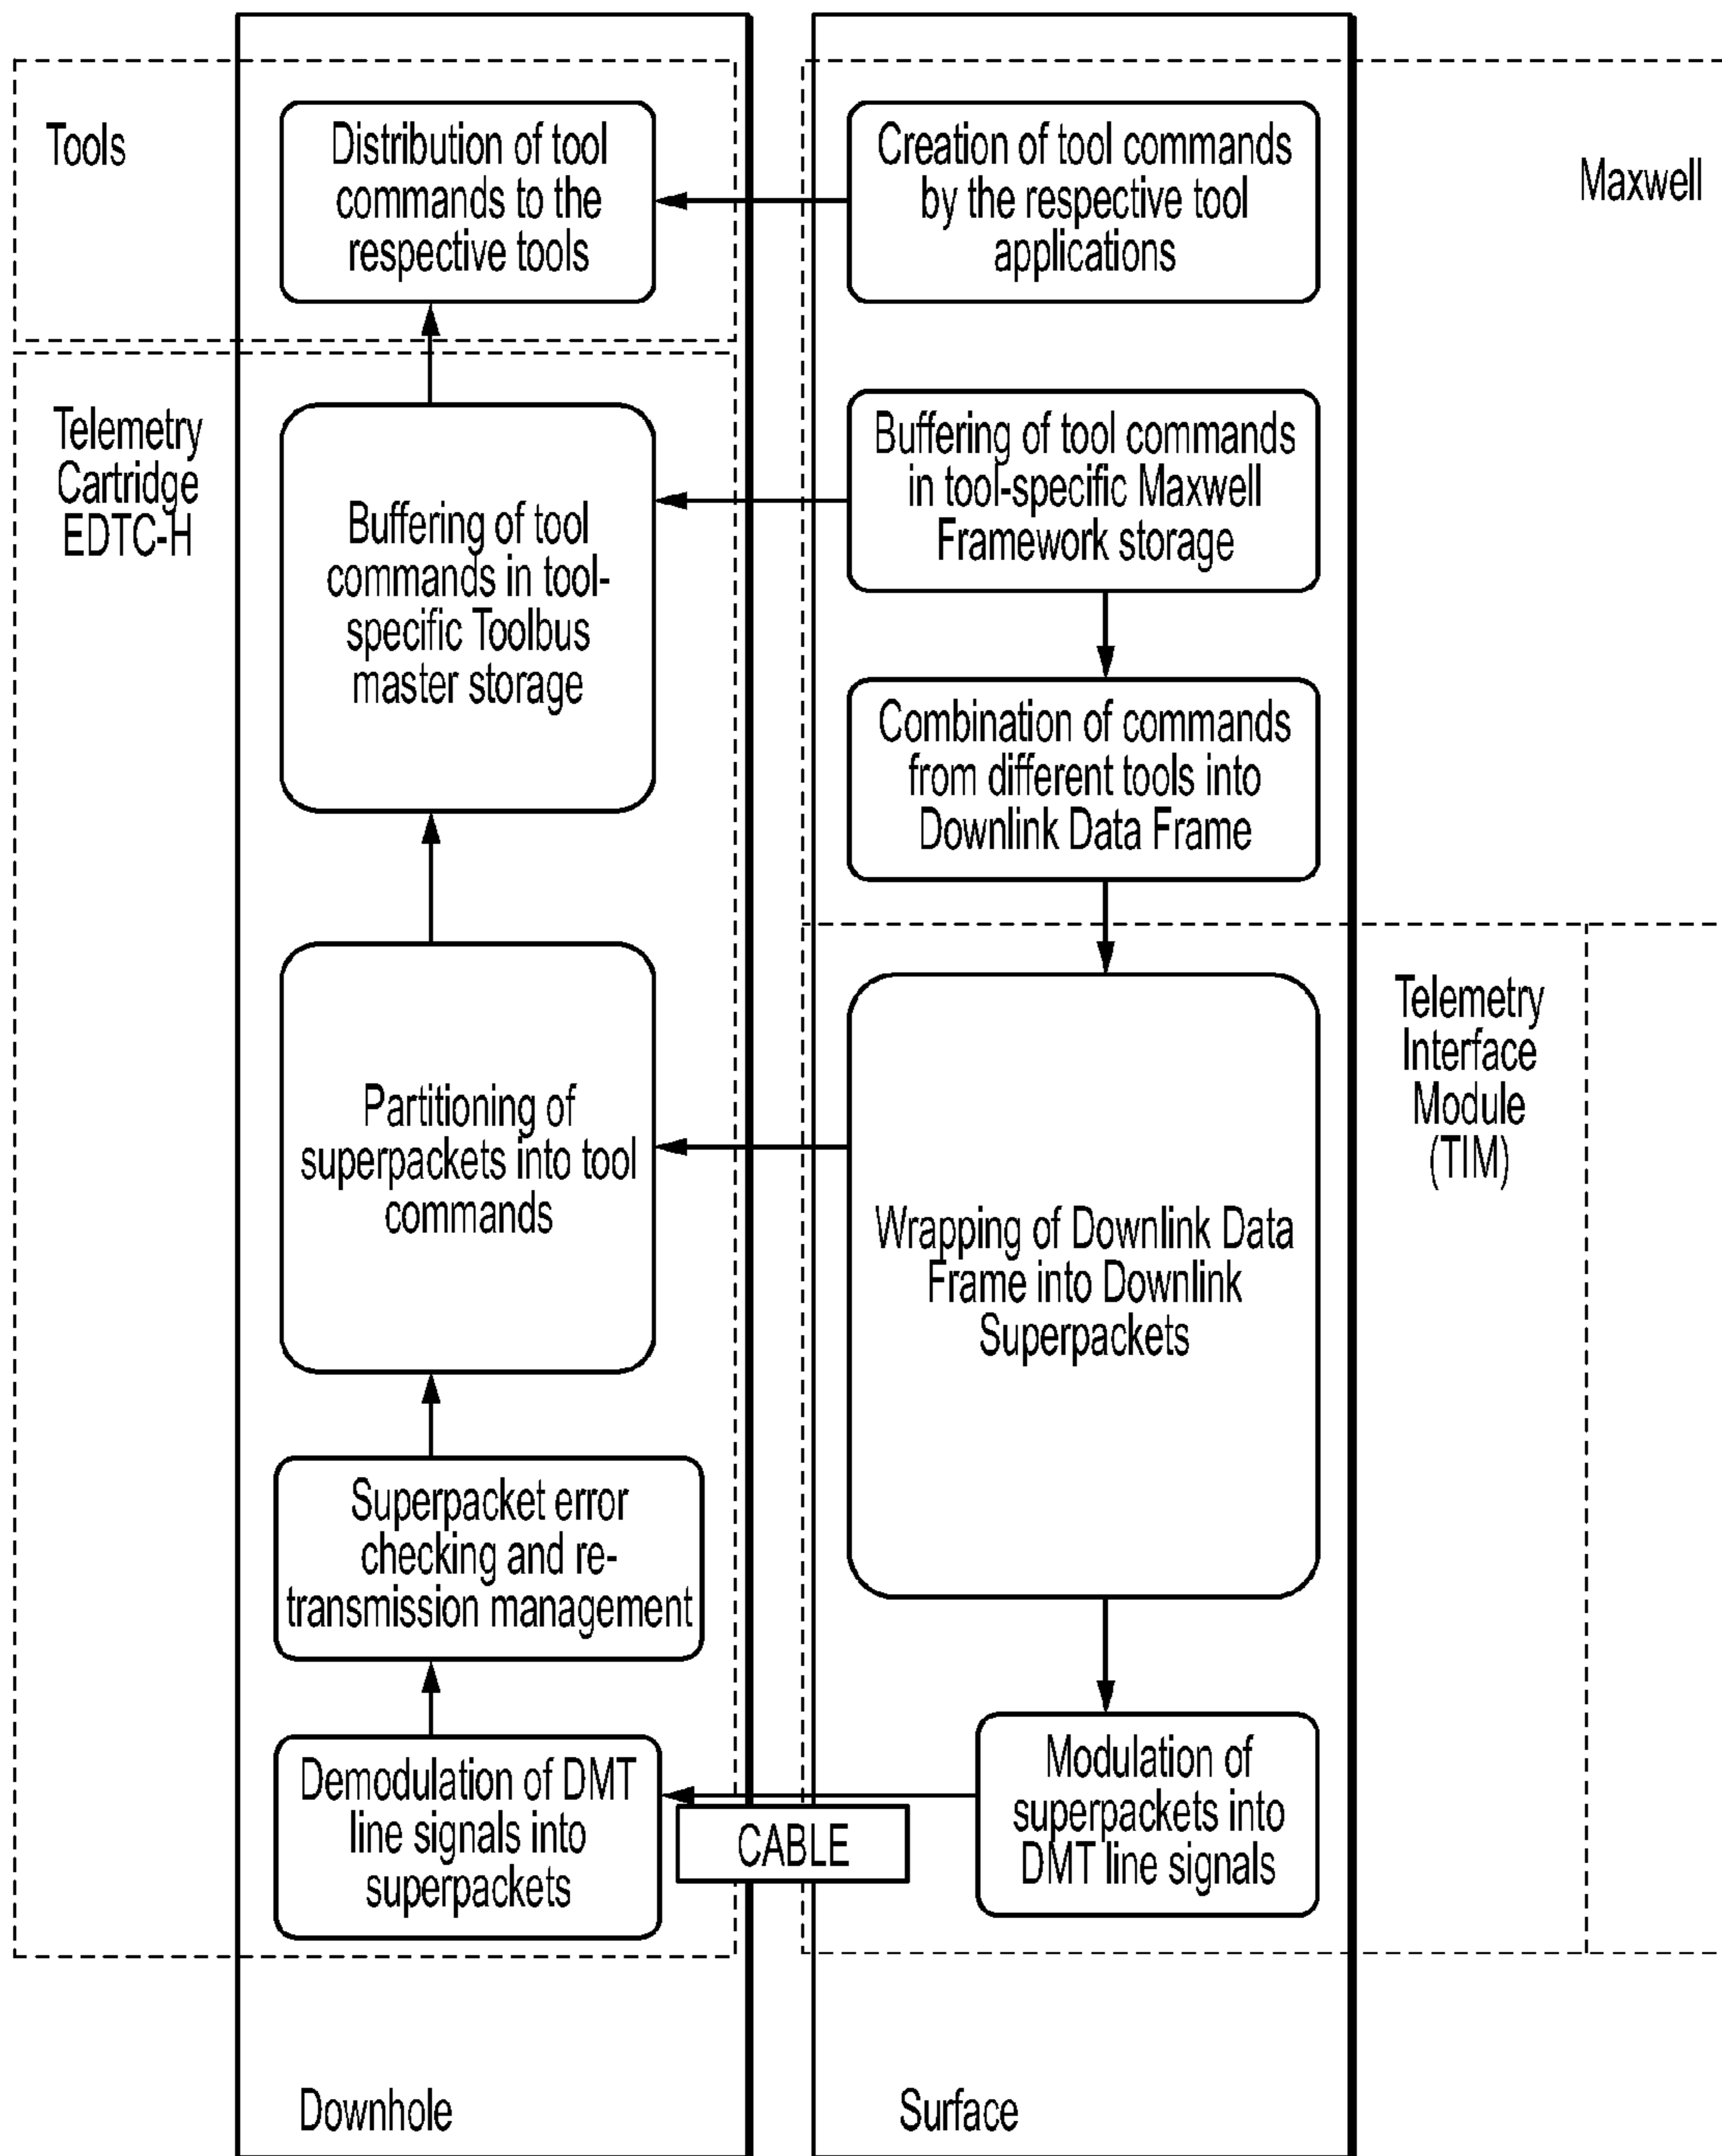 Tools
Distribution of tool
commands to the
respective tools
Creation of tool commands
by the respective tool
applications
Maxwell
Telemetry
Cartridge
EDTC-H
Buffering of tool
commands in tool-
specific Toolbus
master storage
Buffering of tool commands
in tool-specific Maxwell
Framework storage
Combination of commands
from different tools into
Downlink Data Frame
Partitioning of
superpackets into tool
commands
Wrapping of Downlink Data
Frame into Downlink
Superpackets
Telemetry
Interface
Module
(TIM)
Superpacket error
checking and re-
transmission management
Demodulation of DMT
line signals into
superpackets
CABLE
Modulation of
superpackets into
DMT line signals
Downhole
Surface